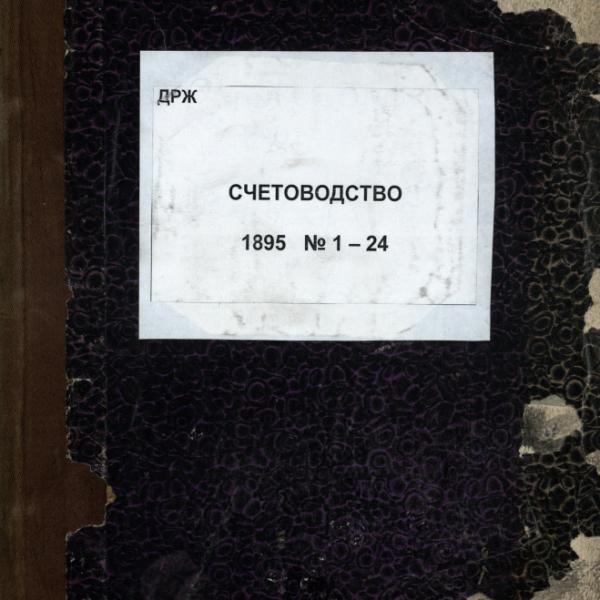 ДРЖ
СЧЕТОВОДСТВО
1895 № 1 – 24